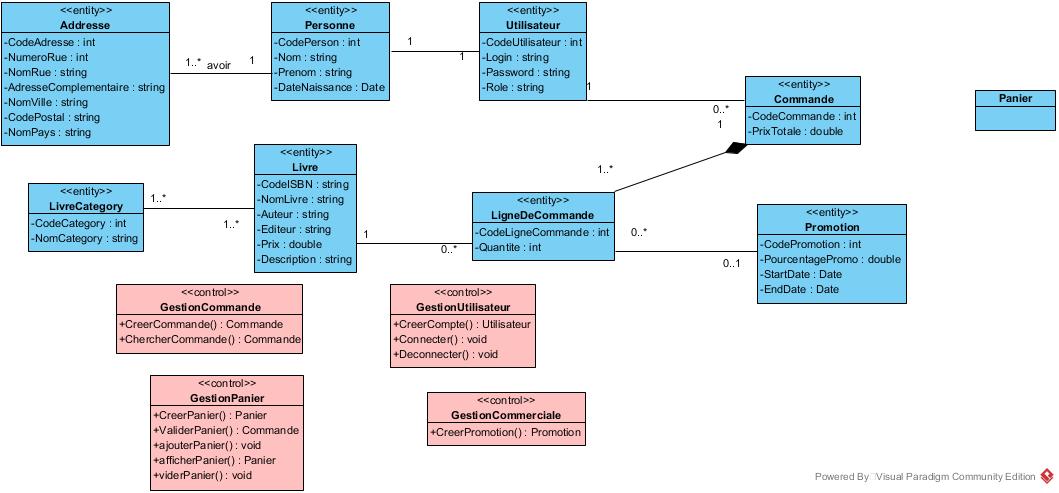 <<entity>>
Addresse
-CodeAdresse : int
-NumeroRue : int
-NomRue : string
-AdresseComplementaire : string
-NomVille : string
-CodePostal : string
-NomPays : string
1..*
avoir
1
<<entity>>
Personne
-CodePerson : int
-Nom : string
-Prenom : string
-DateNaissance : Date
1
1
<<entity>>
Utilisateur
-CodeUtilisateur : int
-Login : string
-Password : string
-Role : string
1
0..*
<<entity>>
Commande
-CodeCommande : int
-PrixTotale : double
1
1..*
Panier
<<entity>>
LivreCategory
-CodeCategory : int
-NomCategory : string
1..*
1..*
<<entity>>
Livre
-CodeISBN : string
-NomLivre : string
-Auteur : string
-Editeur : string
-Prix : double
-Description : string
1
0..*
<<entity>>
LigneDeCommande
-CodeLigneCommande : int
-Quantite : int
0..*
0..1
<<entity>>
Promotion
-CodePromotion : int
-PourcentagePromo : double
-StartDate : Date
-EndDate : Date
<<control>>
GestionCommande
+CreerCommande() : Commande
+ChercherCommande() : Commande
<<control>>
GestionUtilisateur
+CreerCompte() : Utilisateur
+Connecter() : void
+Deconnecter() : void
<<control>>
GestionPanier
+CreerPanier() : Panier
+ValiderPanier() : Commande
+ajouterPanier() : void
+afficherPanier() : Panier
+viderPanier() : void
<<control>>
GestionCommerciale
+CreerPromotion() : Promotion
Powered By Visual Paradigm Community Edition